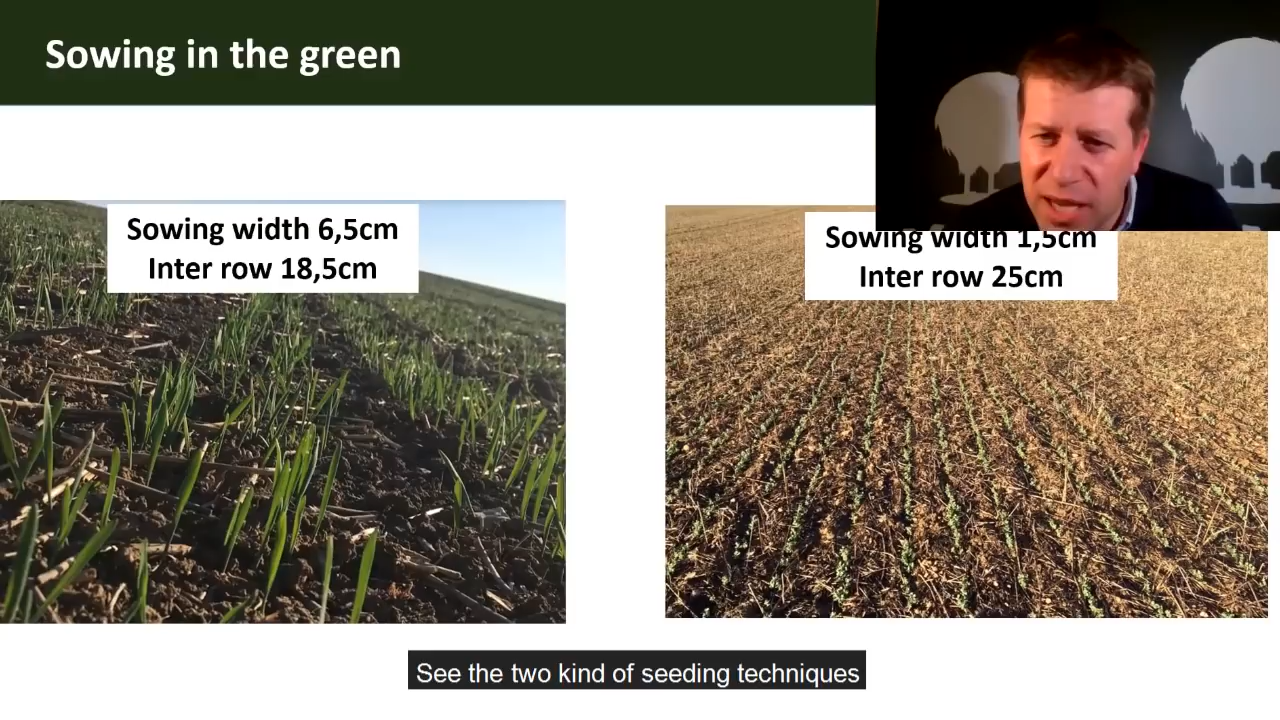 Sowing in the green
Sowing width 6,5cm
Inter row 18,5cm
Sowing width 1,5cm
Inter row 25cm
See the two kind of seeding techniques